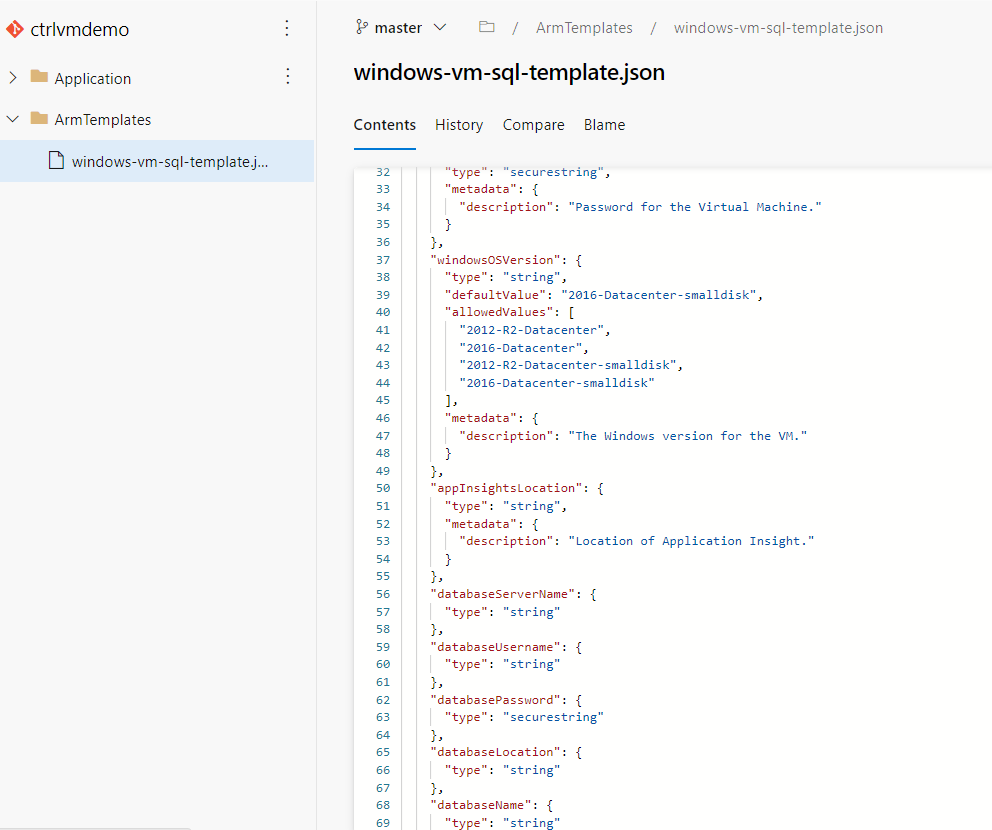 ctrlvmdemo
Application
ArmTemplates
windows-vm-sql-template.j...
master / ArmTemplates / windows-vm-sql-template.json
windows-vm-sql-template.json
Contents History Compare Blame
32 "type": "securestring",
33 "metadata": {
34 "description": "Password for the Virtual Machine."
35 }
36 },
37 "windowsOSVersion": {
38 "type": "string",
39 "defaultValue": "2016-Datacenter-smalldisk",
40 "allowedValues": [
41 "2012-R2-Datacenter",
42 "2016-Datacenter",
43 "2012-R2-Datacenter-smalldisk",
44 "2016-Datacenter-smalldisk"
45 ],
46 "metadata": {
47 "description": "The Windows version for the VM."
48 }
49 },
50 "appInsightsLocation": {
51 "type": "string",
52 "metadata": {
53 "description": "Location of Application Insight."
54 }
55 },
56 "databaseServerName": {
57 "type": "string"
58 },
59 "databaseUsername": {
60 "type": "string"
61 },
62 "databasePassword": {
63 "type": "securestring"
64 },
65 "databaseLocation": {
66 "type": "string"
67 },
68 "databaseName": {
69 "type": "string"